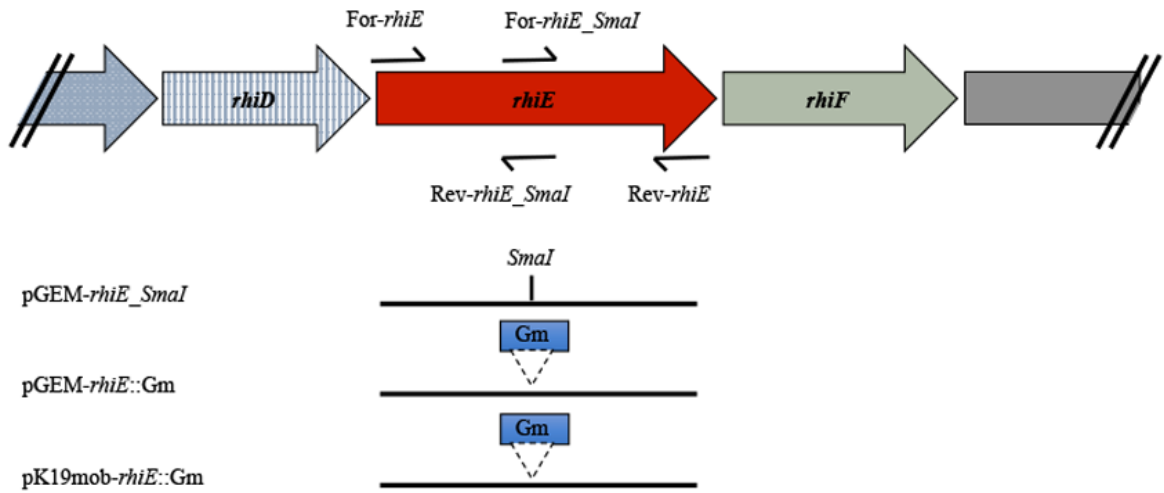 For-rhiE
For-rhiE_SmaI
rhiD
rhiE
rhiF
Rev-rhiE_SmaI
Rev-rhiE
SmaI
pGEM-rhiE_SmaI
Gm
pGEM-rhiE::Gm
Gm
pK19mob-rhiE::Gm